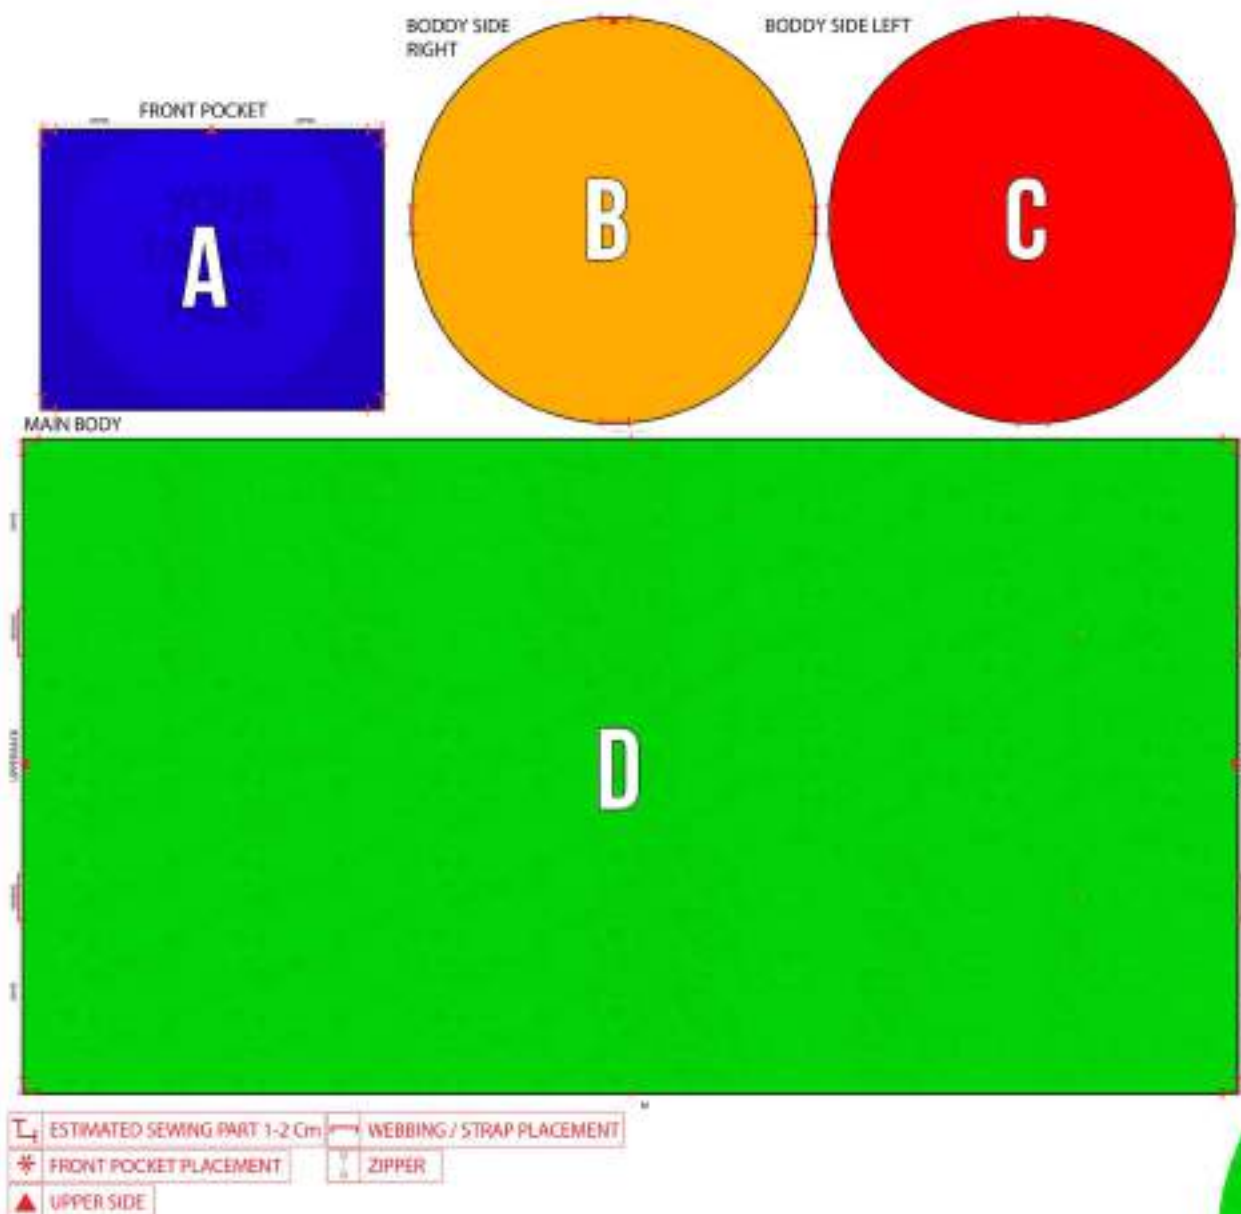 BODDY SIDE
RIGHT
BODDY SIDE LEFT
FRONT POCKET
A
B
C
MAIN BODY
D
ESTIMATED SEWING PART 1-2 Cm
WEBBING / STRAP PLACEMENT
FRONT POCKET PLACEMENT
ZIPPER
UPPER SIDE